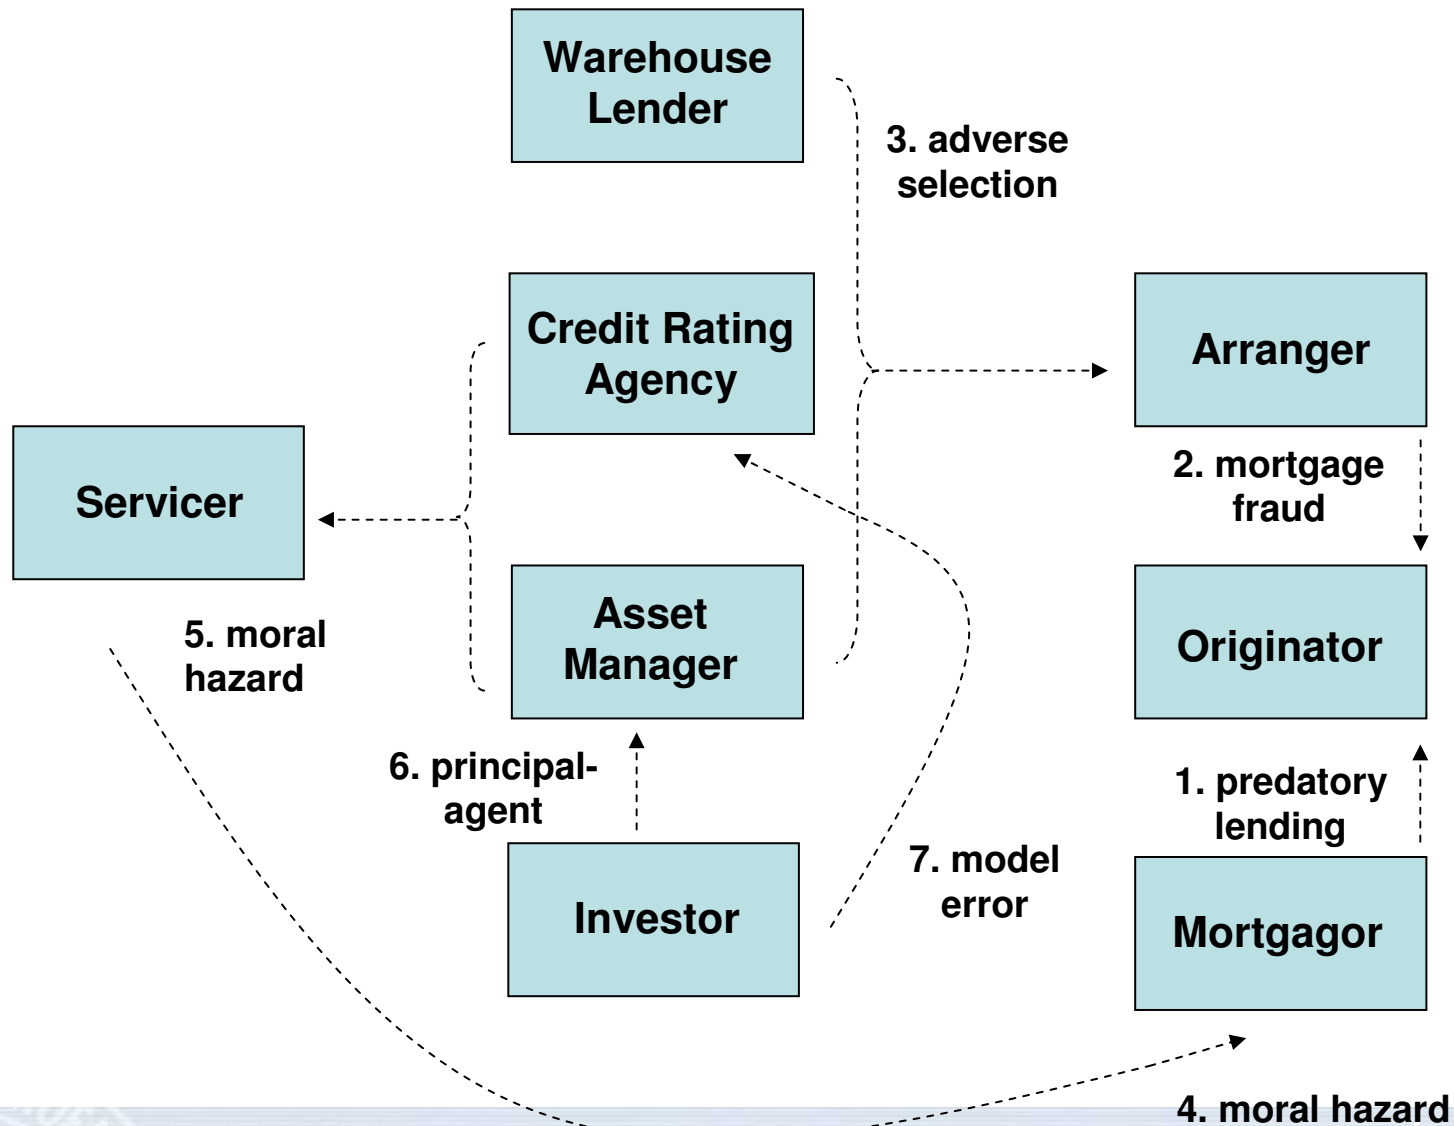 Warehouse
Lender
3. adverse
selection
Credit Rating
Agency
Arranger
2. mortgage
fraud
Servicer
5. moral
hazard
Asset
Manager
Originator
6. principal-
agent
1. predatory
lending
Investor
7. model
error
Mortgagor
4. moral hazard